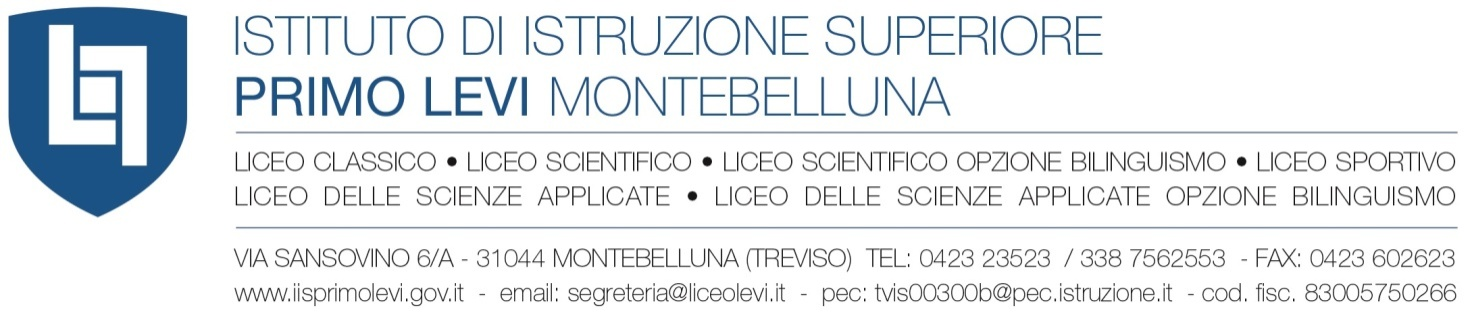 ISTITUTO DI ISTRUZIONE SUPERIORE
PRIMO LEVI MONTEBELLUNA
LICEO CLASSICO • LICEO SCIENTIFICO • LICEO SCIENTIFICO OPZIONE BILINGUISMO • LICEO SPORTIVO
LICEO DELLE SCIENZE APPLICATE • LICEO DELLE SCIENZE APPLICATE OPZIONE BILINGUISMO
VIA SANSOVINO 6/A - 31044 MONTEBELLUNA (TREVISO) TEL: 0423 23523 / 338 7562553 - FAX: 0423 602623
www.iisprimolevi.gov.it - email: segreteria@liceolevi.it - pec: tvis00300b@pec.istruzione.it - cod. fisc. 83005750266